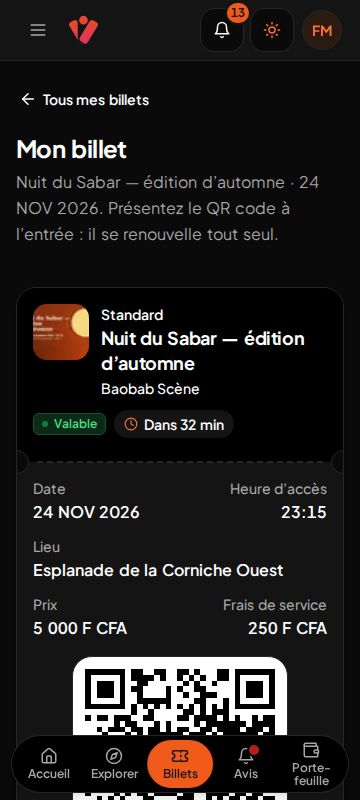 13
FM
Tous mes billets
Mon billet
Nuit du Sabar — édition d’automne · 24
NOV 2026. Présentez le QR code à
l’entrée : il se renouvelle tout seul.
Standard
Nuit du Sabar — édition
d’automne
Baobab Scène
Valable
Dans 32 min
Date
Heure d’accès
24 NOV 2026
23:15
Lieu
Esplanade de la Corniche Ouest
Prix
Frais de service
5 000 F CFA
250 F CFA
Accueil
Explorer
Billets
Avis
Porte-
feuille